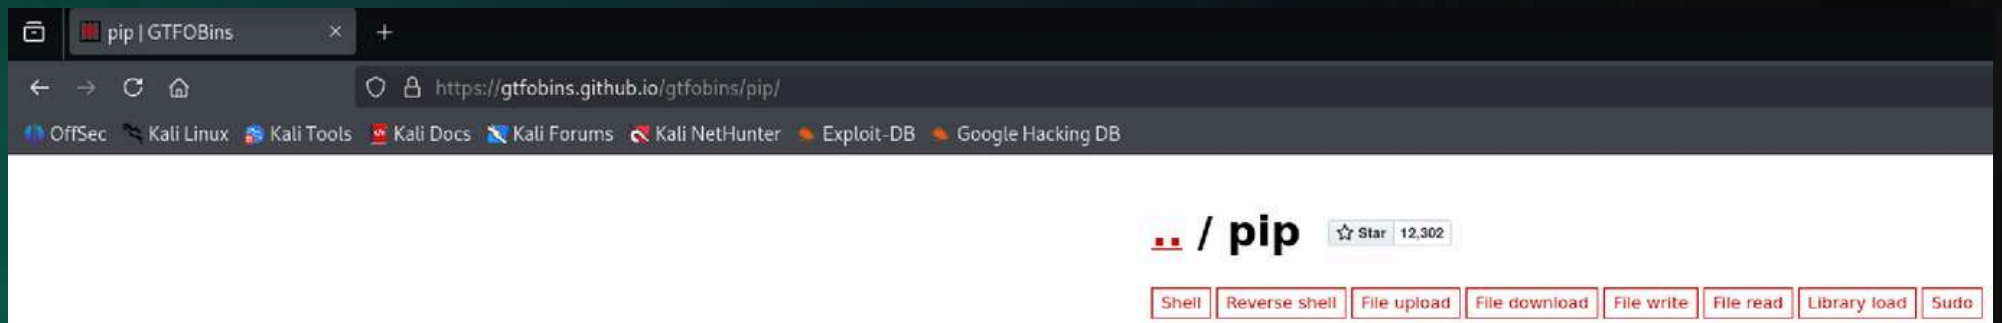 pip | GTFOBins
https://gtfobins.github.io/gtfobins/pip/
OffSec Kali Linux Kali Tools Kali Docs Kali Forums Kali NetHunter Exploit-DB Google Hacking DB
.. / pip Star 12,302
Shell Reverse shell File upload File download File write File read Library load Sudo